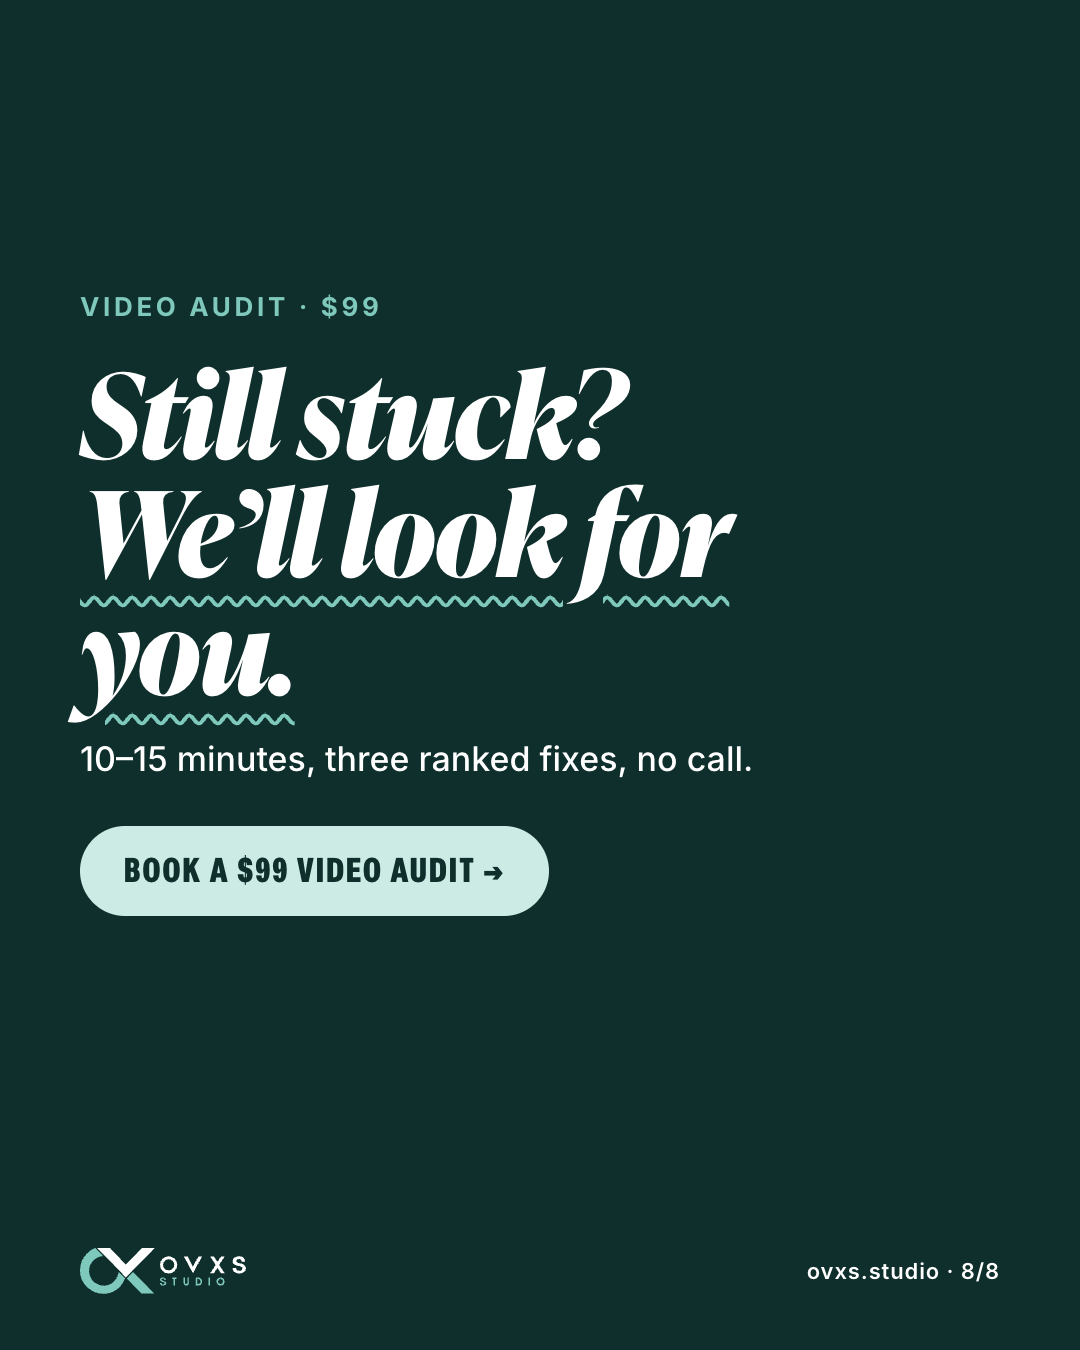 VIDEO AUDIT · $99
Still stuck?
We’ll look for
you.
10–15 minutes, three ranked fixes, no call.
BOOK A $99 VIDEO AUDIT ➔
OVXS
STUDIO
ovxs.studio · 8/8